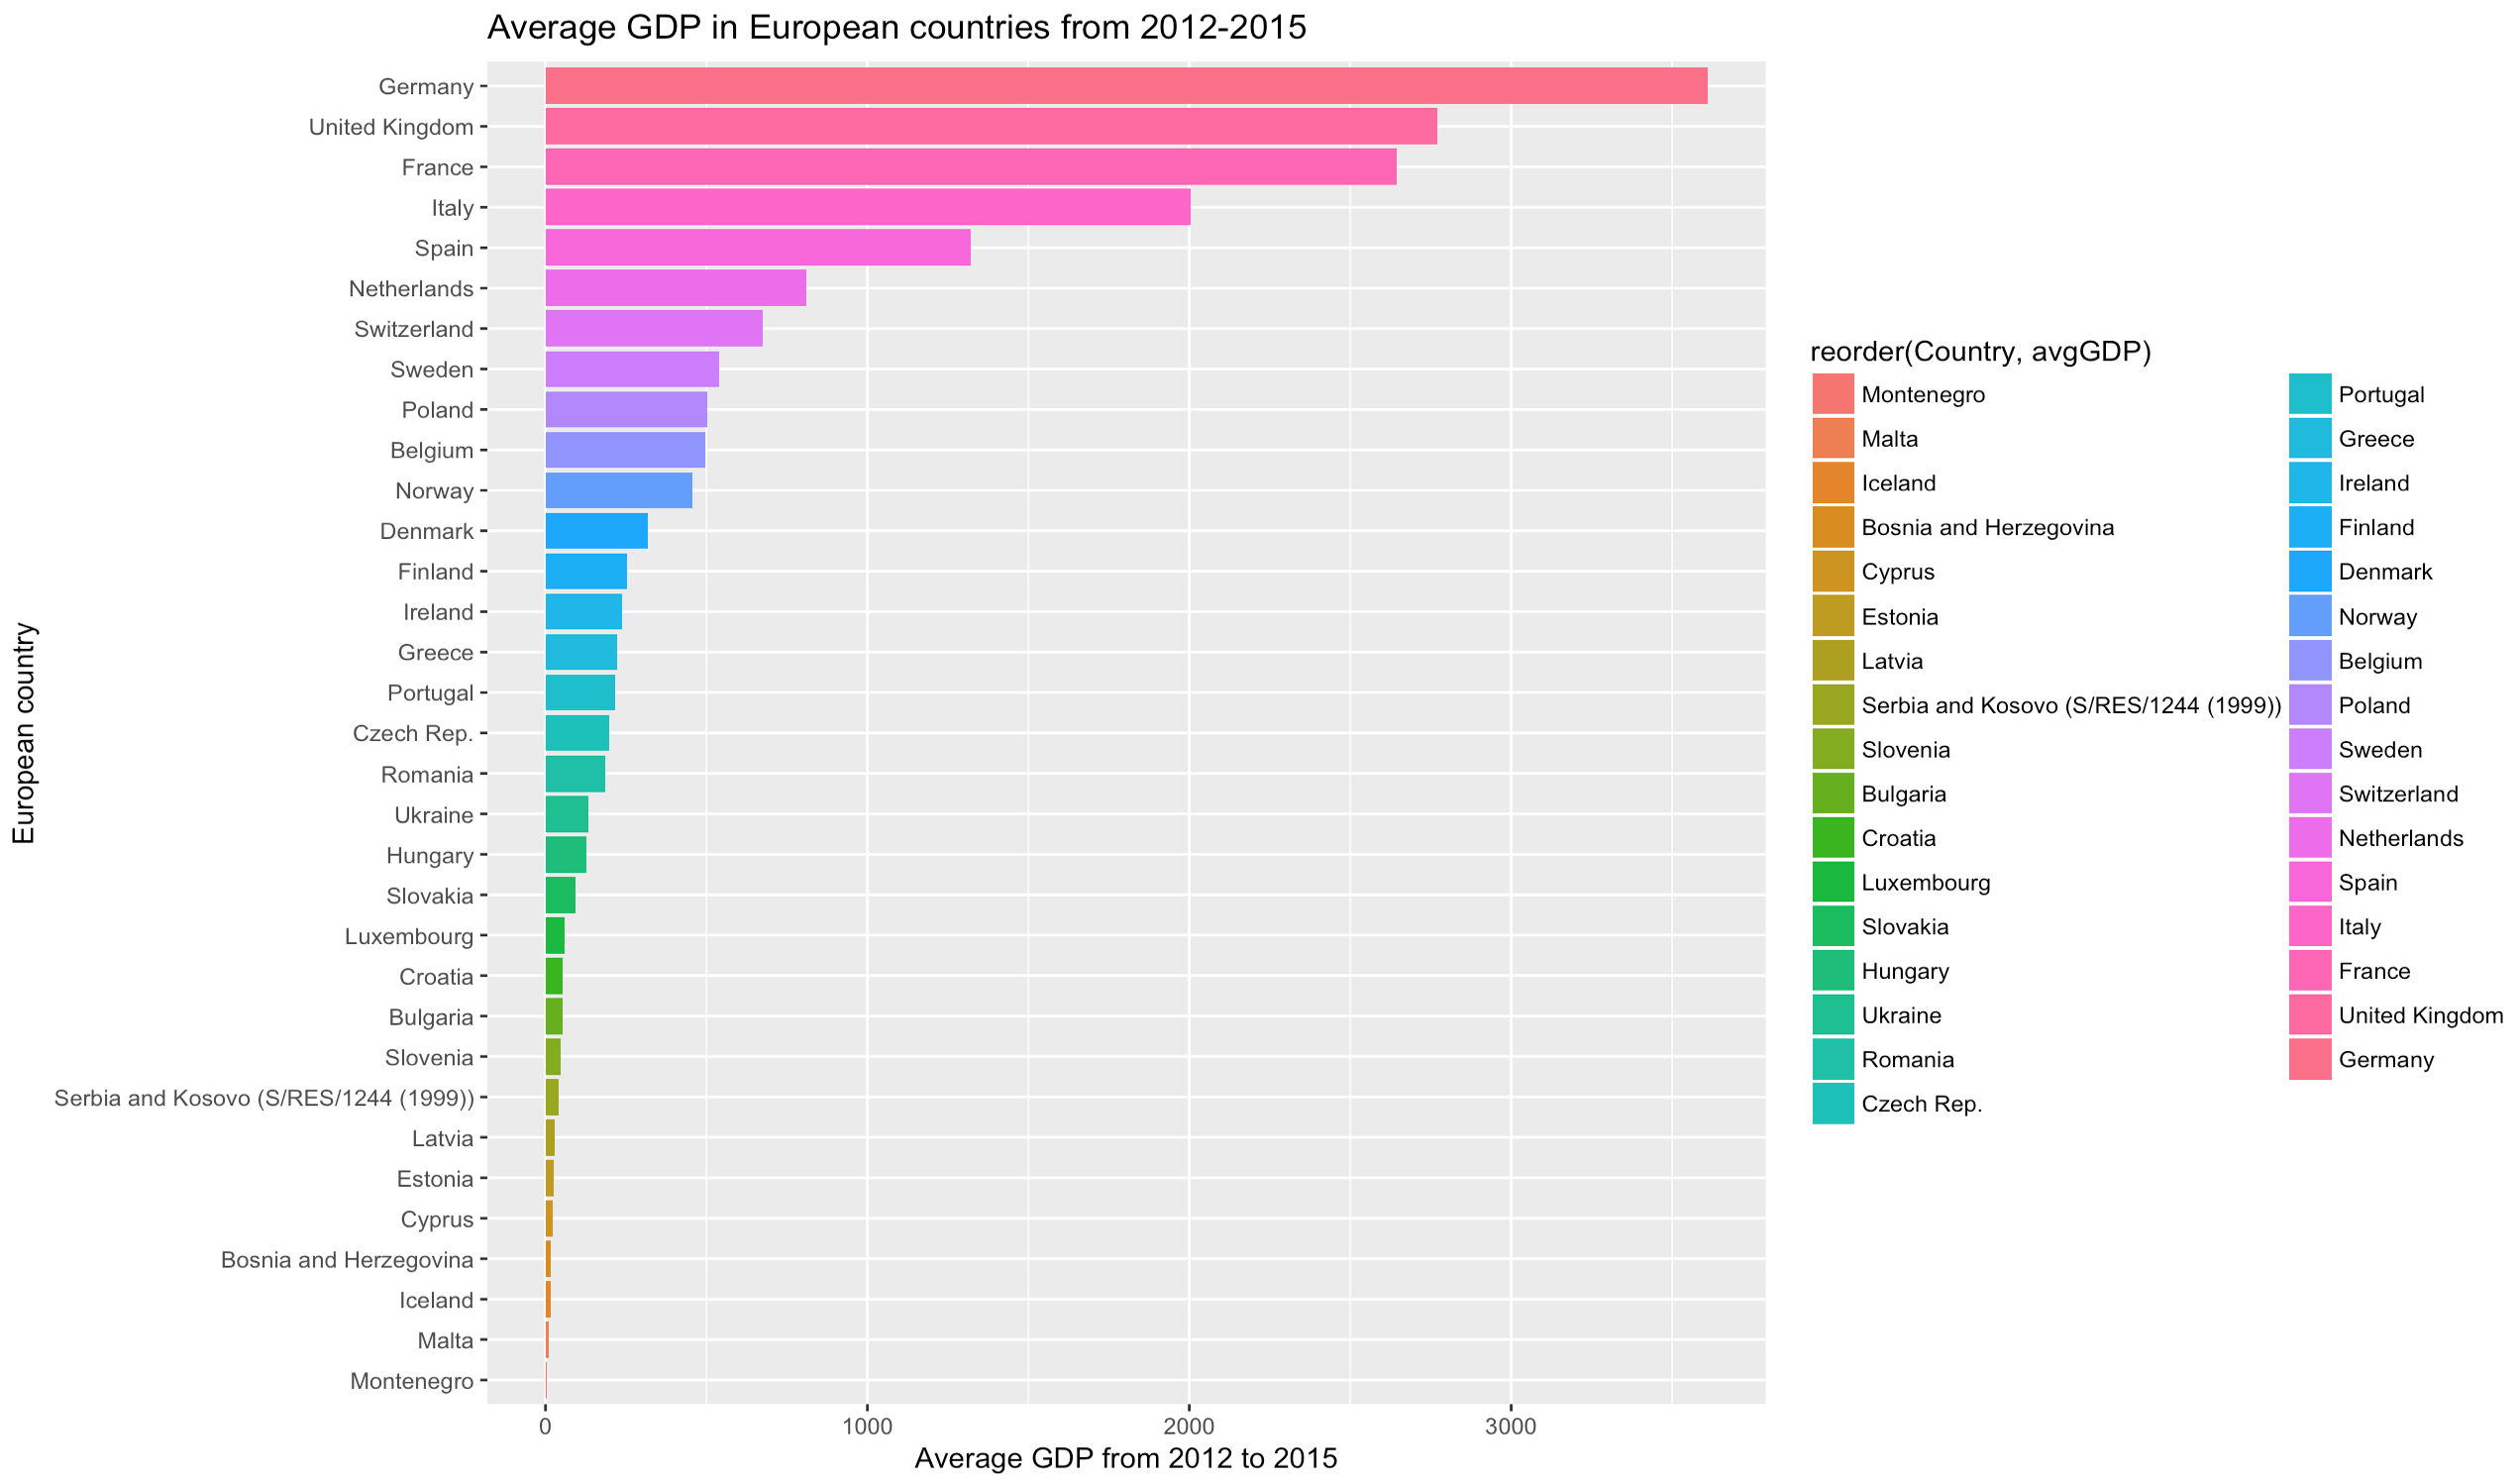 Average GDP in European countries from 2012-2015
European country
Germany
United Kingdom
France
Italy
Spain
Netherlands
Switzerland
Sweden
Poland
Belgium
Norway
Denmark
Finland
Ireland
Greece
Portugal
Czech Rep.
Romania
Ukraine
Hungary
Slovakia
Luxembourg
Croatia
Bulgaria
Slovenia
Serbia and Kosovo (S/RES/1244 (1999))
Latvia
Estonia
Cyprus
Bosnia and Herzegovina
Iceland
Malta
Montenegro
0 1000 2000 3000
Average GDP from 2012 to 2015
reorder(Country, avgGDP)
Montenegro
Malta
Iceland
Bosnia and Herzegovina
Cyprus
Estonia
Latvia
Serbia and Kosovo (S/RES/1244 (1999))
Slovenia
Bulgaria
Croatia
Luxembourg
Slovakia
Hungary
Ukraine
Romania
Czech Rep.
Portugal
Greece
Ireland
Finland
Denmark
Norway
Belgium
Poland
Sweden
Switzerland
Netherlands
Spain
Italy
France
United Kingdom
Germany